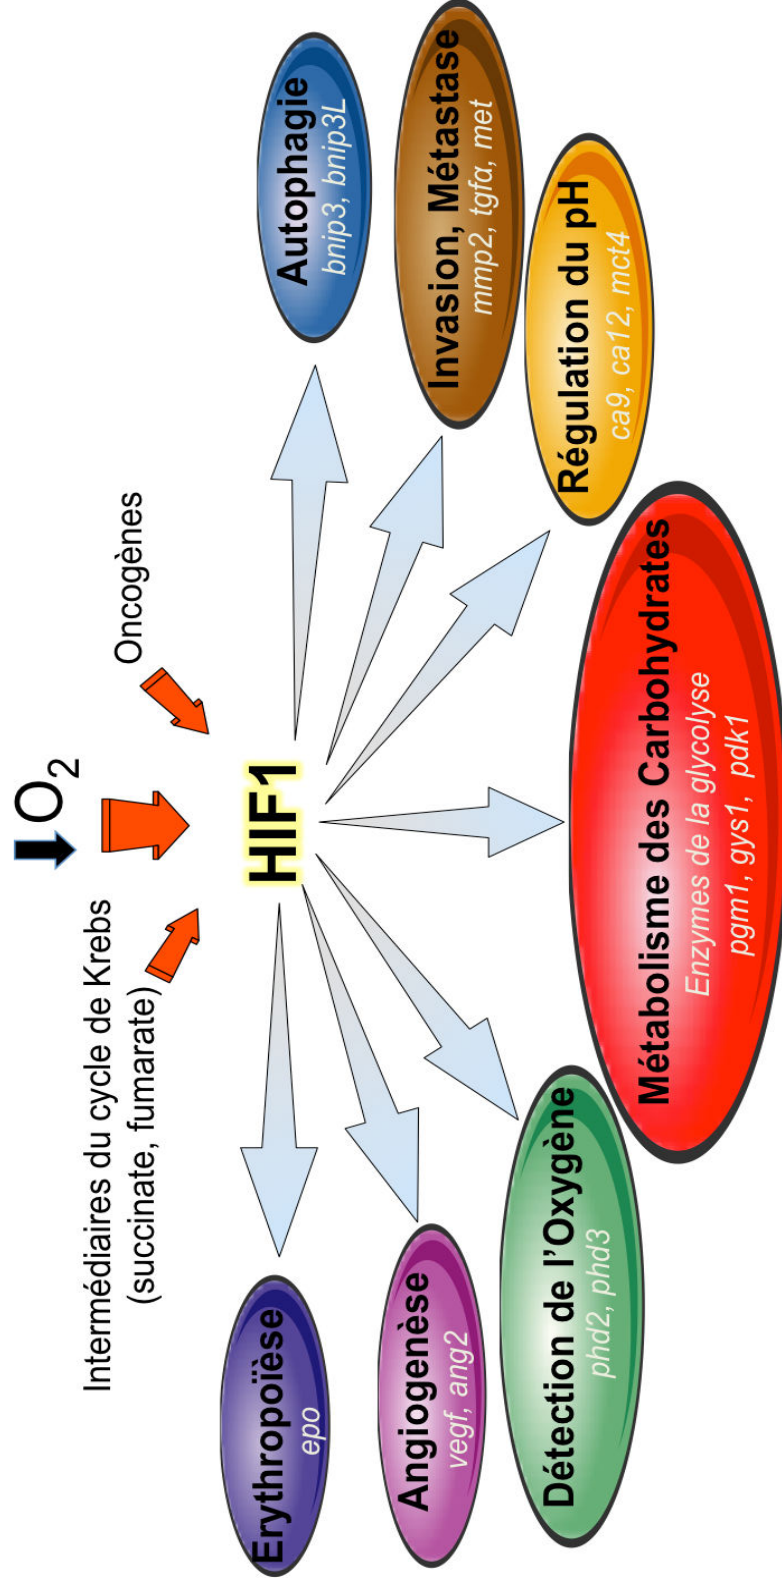 O2
Intermédiaires du cycle de Krebs
(succinate, fumarate)
Oncogènes
HIF1
Erythropoïèse
epo
Angiogenèse
vegf, ang2
Détection de l'Oxygène
phd2, phd3
Métabolisme des Carbohydrates
Enzymes de la glycolyse
pgm1, gys1, pdk1
Régulation du pH
ca9, ca12, mct4
Invasion, Métastase
mmp2, tgfα, met
Autophagie
bnip3, bnip3L